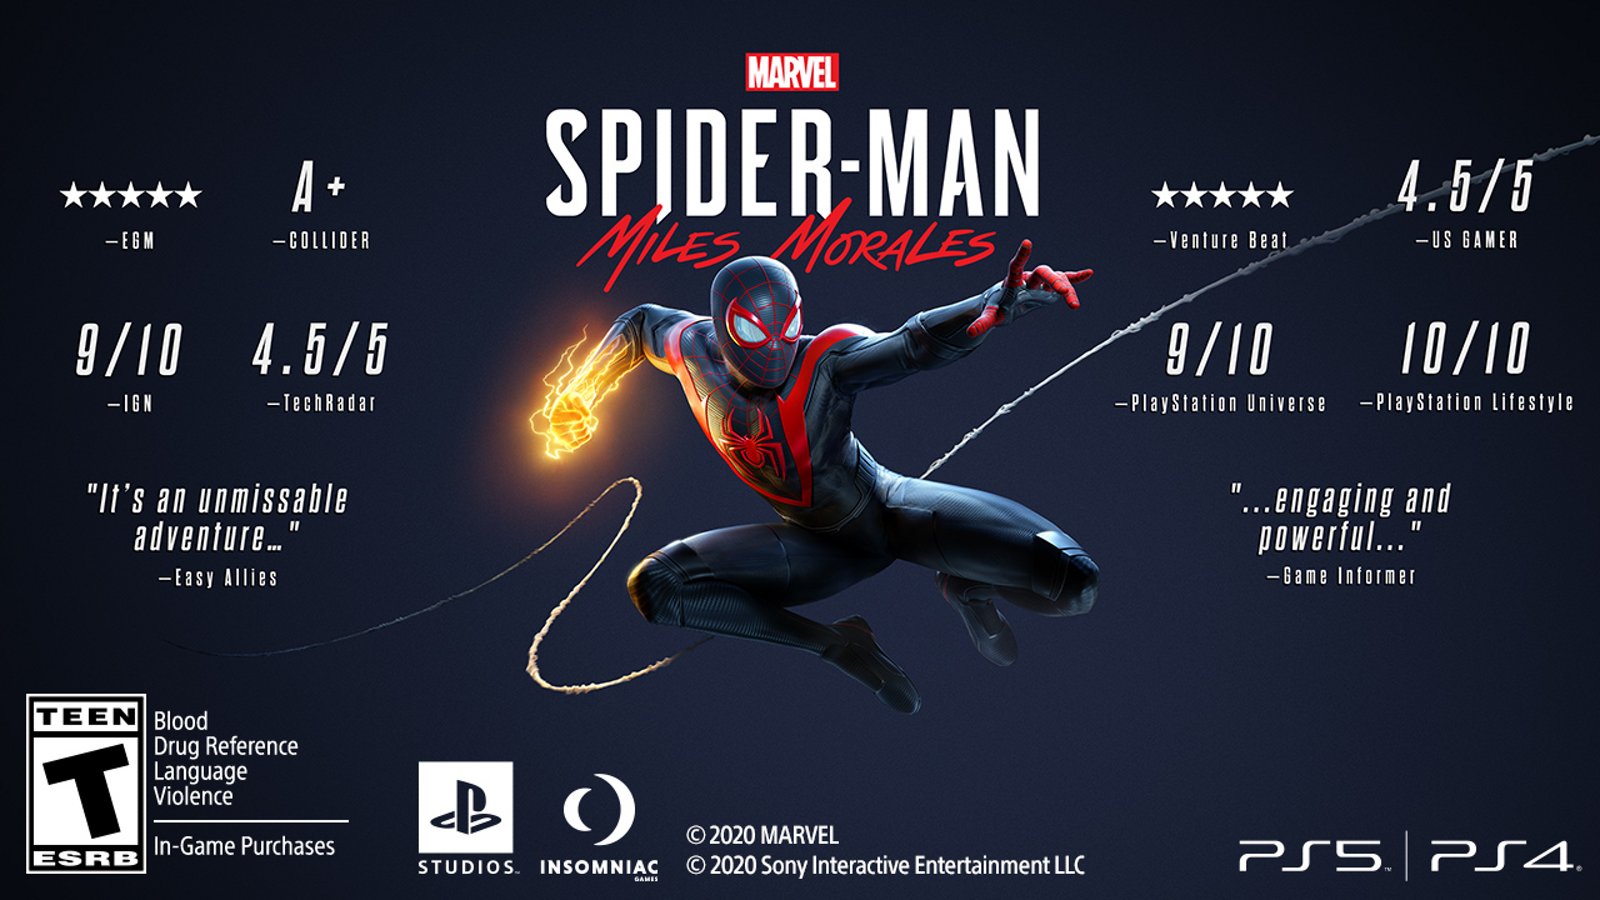 MARVEL
SPIDER-MAN
MILES MORALES
★★★★★
—EGM
A+
—COLLIDER
9/10
—IGN
4.5/5
—TechRadar
"It's an unmissable
adventure…"
—Easy Allies
★★★★★
—Venture Beat
4.5/5
—US GAMER
9/10
—PlayStation Universe
10/10
—PlayStation Lifestyle
"...engaging and
powerful..."
—Game Informer
TEEN
T
ESRB
Blood
Drug Reference
Language
Violence
In-Game Purchases
STUDIOS™
INSOMNIAC
GAMES
© 2020 MARVEL
© 2020 Sony Interactive Entertainment LLC
PS5™ | PS4®